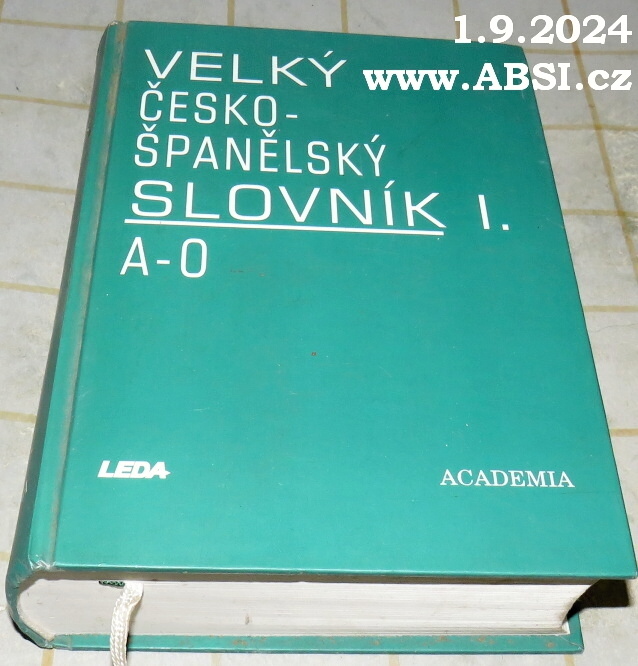 1.9.2024
www.ABSI.cz
VELKÝ
ČESKO-
ŠPANĚLSKÝ
SLOVNÍK I.
A-O
LEDA
ACADEMIA